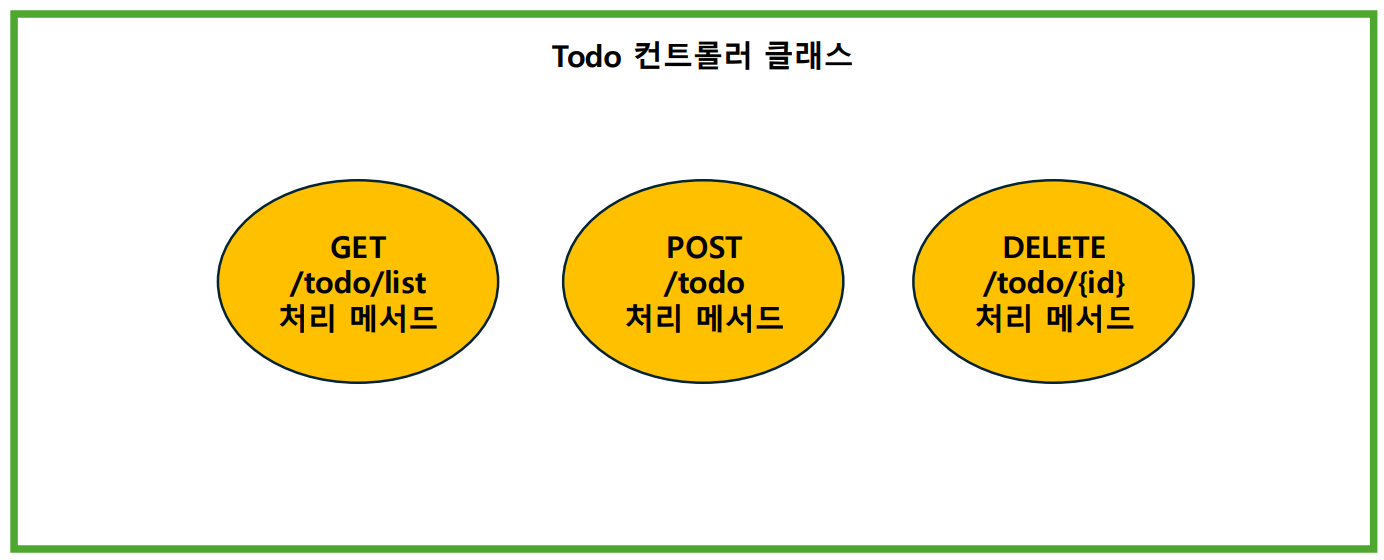 Todo 컨트롤러 클래스
GET
/todo/list
처리 메서드
POST
/todo
처리 메서드
DELETE
/todo/{id}
처리 메서드